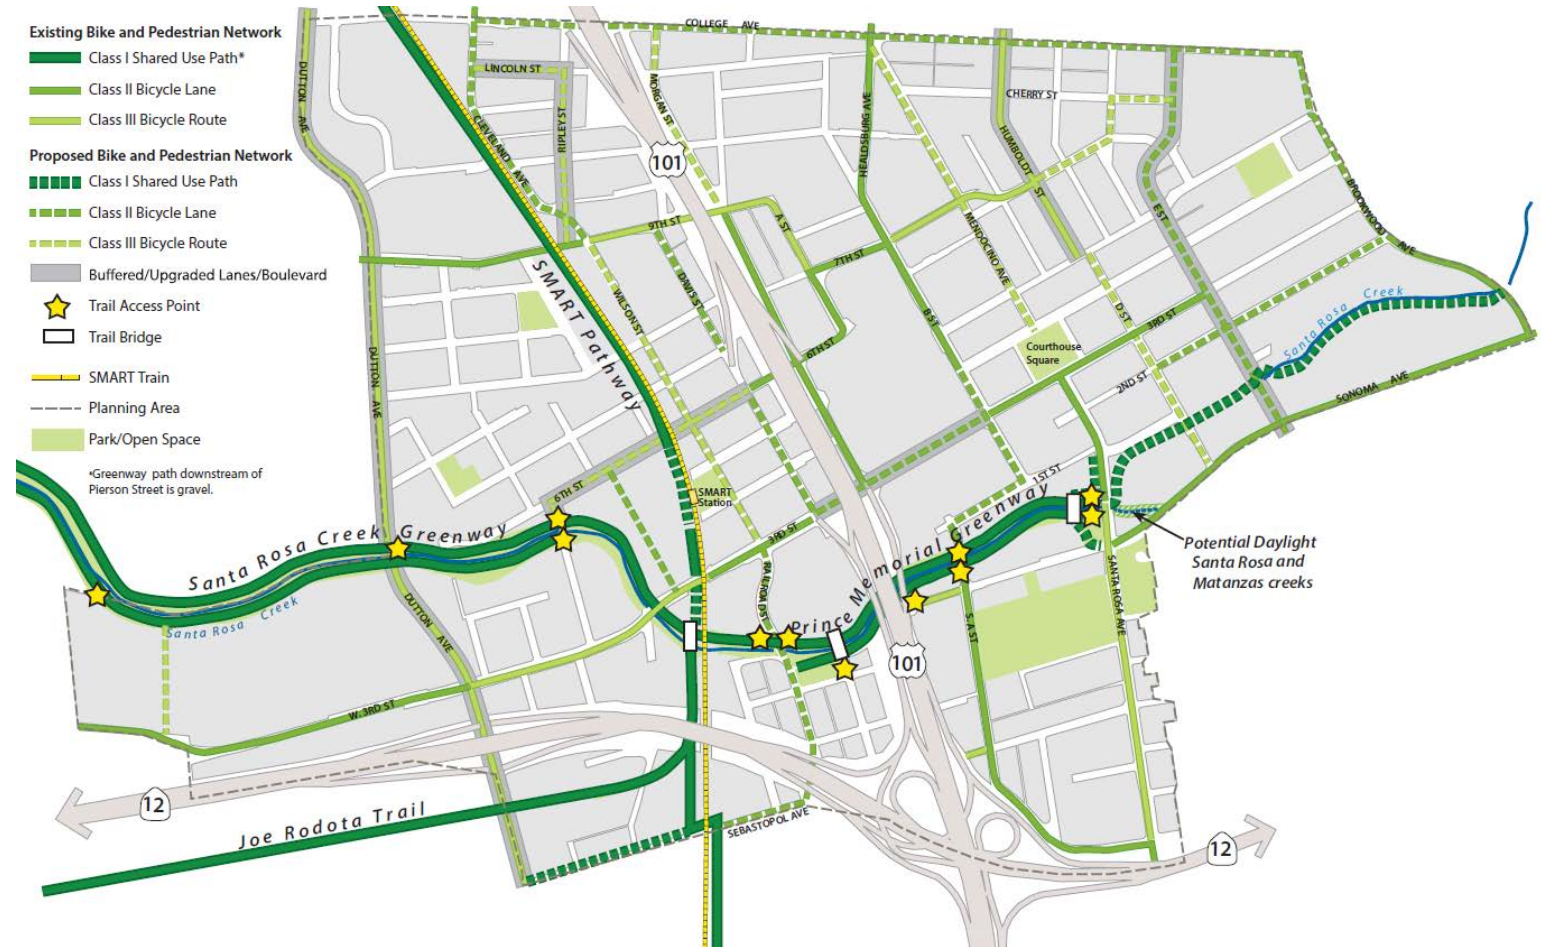 Existing Bike and Pedestrian Network
Class I Shared Use Path*
Class II Bicycle Lane
Class III Bicycle Route
Proposed Bike and Pedestrian Network
Class I Shared Use Path
Class II Bicycle Lane
Class III Bicycle Route
Buffered/Upgraded Lanes/Boulevard
Trail Access Point
Trail Bridge
SMART Train
Planning Area
Park/Open Space
*Greenway path downstream of
Pierson Street is gravel.
COLLEGE AVE
DUTTON AVE
LINCOLN ST
RIPLEY ST
CLEVELAND AVE
MORGAN ST
101
HEALDSBURG AVE
CHERRY ST
HUMBOLDT ST
E ST
BROOKWOOD AVE
9TH ST
A ST
7TH ST
MENDOCINO AVE
SMART Pathway
WILSON ST
DAVIS ST
6TH ST
B ST
D ST
3RD ST
Courthouse
Square
2ND ST
Santa Rosa Creek
SONOMA AVE
DUTTON AVE
6TH ST
SMART
Station
3RD ST
1ST ST
Santa Rosa Creek Greenway
Santa Rosa Creek
DUTTON AVE
RAILROAD ST
Prince Memorial Greenway
Potential Daylight
Santa Rosa and
Matanzas creeks
S. A ST
SANTA ROSA AVE
101
W. 3RD ST
12
Joe Rodota Trail
SEBASTOPOL AVE
12